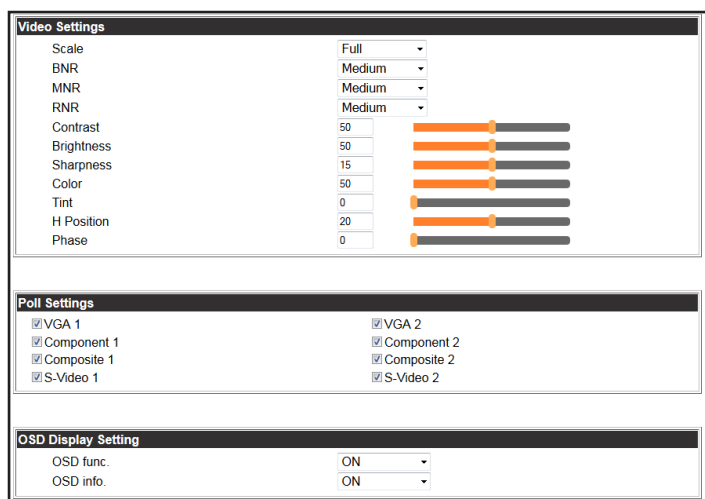 Video Settings
Scale Full
BNR Medium
MNR Medium
RNR Medium
Contrast 50
Brightness 50
Sharpness 15
Color 50
Tint 0
H Position 20
Phase 0
Poll Settings
VGA 1 VGA 2
Component 1 Component 2
Composite 1 Composite 2
S-Video 1 S-Video 2
OSD Display Setting
OSD func. ON
OSD info. ON